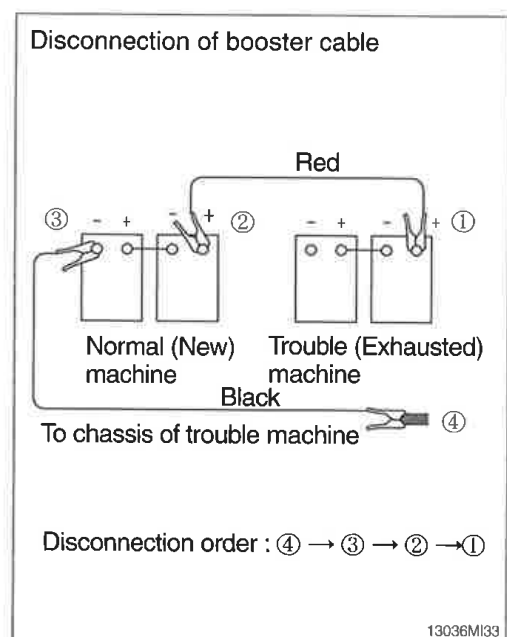 Disconnection of booster cable
Red
③ - + - + ② - + - + ①
Normal (New) Trouble (Exhausted)
machine machine
Black
To chassis of trouble machine ④
Disconnection order : ④ → ③ → ② → ①
13036MI33